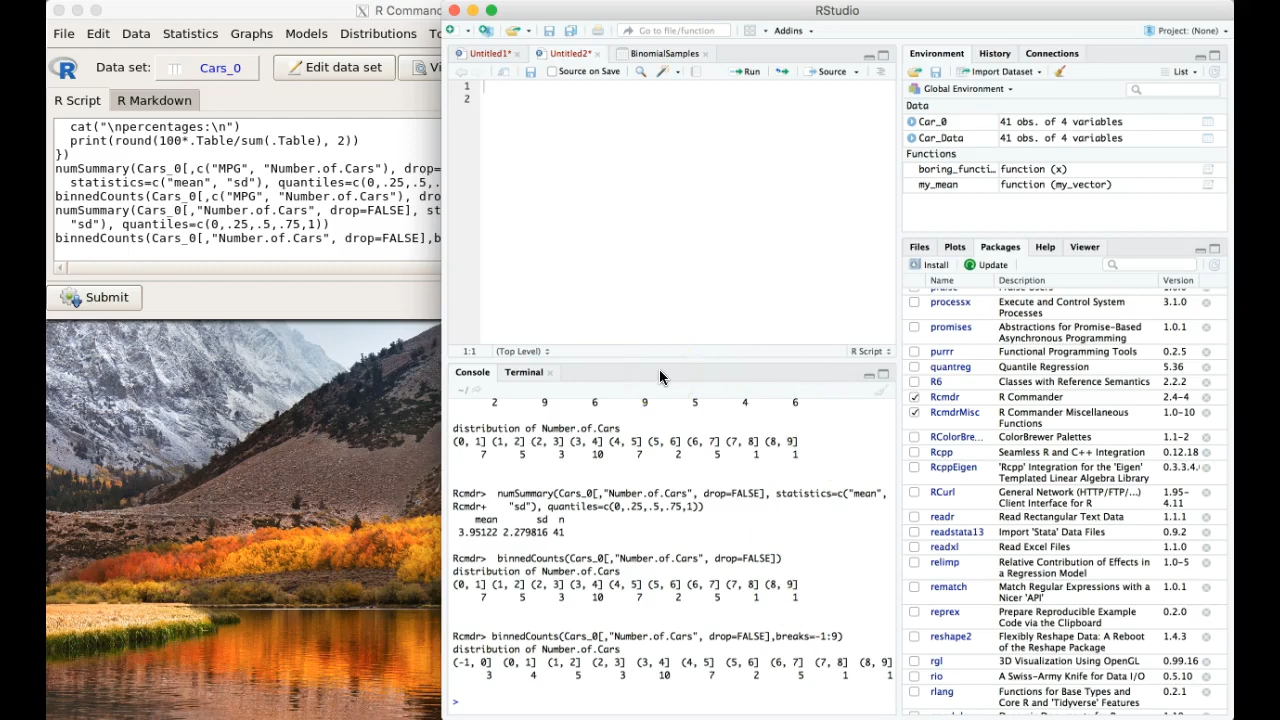 R Comman
File Edit Data Statistics Graphs Models Distributions
Data set: Cars_0 Edit data set
R Script R Markdown
cat("\npercentages:\n")
print(round(100*.Table/sum(.Table), 2))
})
numSummary(Cars_0[,c("MPG", "Number.of.Cars"), drop=
statistics=c("mean", "sd"), quantiles=c(0,.25,.5,.
binnedCounts(Cars_0[,c("MPG", "Number.of.Cars"), dro
numSummary(Cars_0[,"Number.of.Cars", drop=FALSE], st
"sd"), quantiles=c(0,.25,.5,.75,1))
binnedCounts(Cars_0[,"Number.of.Cars", drop=FALSE],b
Submit
RStudio
Go to file/function Addins Project: (None)
Untitled1* Untitled2* BinomialSamples
Source on Save Run Source
1
2
1:1 (Top Level) R Script
Console Terminal
~/
2 9 6 9 5 4 6
distribution of Number.of.Cars
(0, 1] (1, 2] (2, 3] (3, 4] (4, 5] (5, 6] (6, 7] (7, 8] (8, 9]
7 5 3 10 7 2 5 1 1
Rcmdr> numSummary(Cars_0[,"Number.of.Cars", drop=FALSE], statistics=c("mean",
Rcmdr+ "sd"), quantiles=c(0,.25,.5,.75,1))
mean sd n
3.95122 2.279816 41
Rcmdr> binnedCounts(Cars_0[,"Number.of.Cars", drop=FALSE])
distribution of Number.of.Cars
(0, 1] (1, 2] (2, 3] (3, 4] (4, 5] (5, 6] (6, 7] (7, 8] (8, 9]
7 5 3 10 7 2 5 1 1
Rcmdr> binnedCounts(Cars_0[,"Number.of.Cars", drop=FALSE],breaks=-1:9)
distribution of Number.of.Cars
(-1, 0] (0, 1] (1, 2] (2, 3] (3, 4] (4, 5] (5, 6] (6, 7] (7, 8] (8, 9]
3 4 5 3 10 7 2 5 1 1
>
Environment History Connections
Import Dataset List
Global Environment
Data
Car_0 41 obs. of 4 variables
Car_Data 41 obs. of 4 variables
Functions
boring_functi… function (x)
my_mean function (my_vector)
Files Plots Packages Help Viewer
Install Update
Name Description Version
processx Execute and Control System Processes 3.1.0
promises Abstractions for Promise-Based Asynchronous Programming 1.0.1
purrr Functional Programming Tools 0.2.5
quantreg Quantile Regression 5.36
R6 Classes with Reference Semantics 2.2.2
Rcmdr R Commander 2.4-4
RcmdrMisc R Commander Miscellaneous Functions 1.0-10
RColorBre… ColorBrewer Palettes 1.1-2
Rcpp Seamless R and C++ Integration 0.12.18
RcppEigen 'Rcpp' Integration for the 'Eigen' Templated Linear Algebra Library 0.3.3.4.
RCurl General Network (HTTP/FTP/...) Client Interface for R 1.95-4.11
readr Read Rectangular Text Data 1.1.1
readstata13 Import 'Stata' Data Files 0.9.2
readxl Read Excel Files 1.1.0
relimp Relative Contribution of Effects in a Regression Model 1.0-5
rematch Match Regular Expressions with a Nicer 'API' 1.0.1
reprex Prepare Reproducible Example Code via the Clipboard 0.2.0
reshape2 Flexibly Reshape Data: A Reboot of the Reshape Package 1.4.3
rgl 3D Visualization Using OpenGL 0.99.16
rio A Swiss-Army Knife for Data I/O 0.5.10
rlang Functions for Base Types and Core R and 'Tidyverse' Features 0.2.1